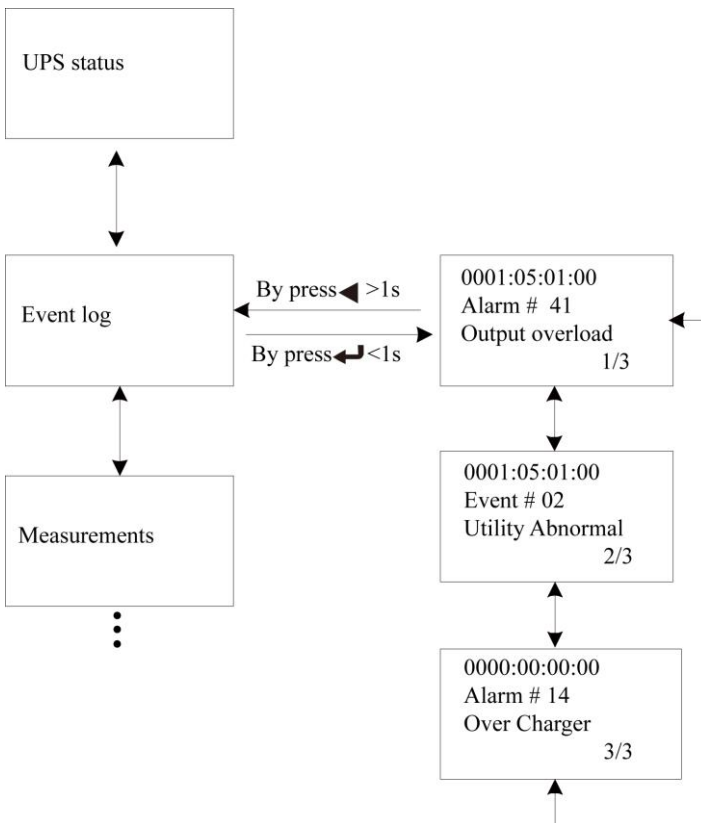 UPS status
Event log
By press >1s
By press <1s
0001:05:01:00
Alarm # 41
Output overload
1/3
0001:05:01:00
Event # 02
Utility Abnormal
2/3
Measurements
0000:00:00:00
Alarm # 14
Over Charger
3/3